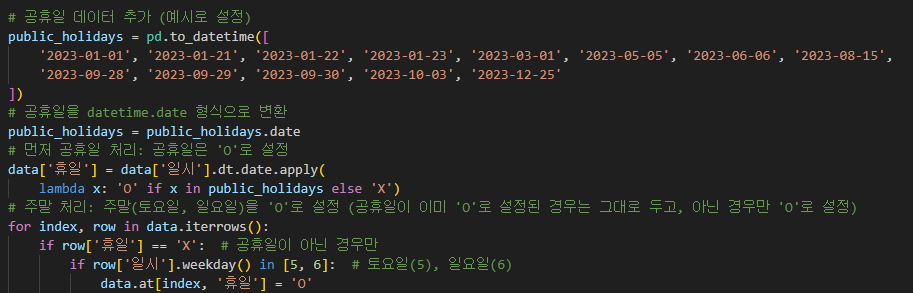 # 공휴일 데이터 추가 (예시로 설정)
public_holidays = pd.to_datetime([
    '2023-01-01', '2023-01-21', '2023-01-22', '2023-01-23', '2023-03-01', '2023-05-05', '2023-06-06', '2023-08-15',
    '2023-09-28', '2023-09-29', '2023-09-30', '2023-10-03', '2023-12-25'
])
# 공휴일을 datetime.date 형식으로 변환
public_holidays = public_holidays.date
# 먼저 공휴일 처리: 공휴일은 'O'로 설정
data['휴일'] = data['일시'].dt.date.apply(
    lambda x: 'O' if x in public_holidays else 'X')
# 주말 처리: 주말(토요일, 일요일)을 'O'로 설정 (공휴일이 이미 'O'로 설정된 경우는 그대로 두고, 아닌 경우만 'O'로 설정)
for index, row in data.iterrows():
    if row['휴일'] == 'X':  # 공휴일이 아닌 경우만
        if row['일시'].weekday() in [5, 6]:  # 토요일(5), 일요일(6)
            data.at[index, '휴일'] = 'O'